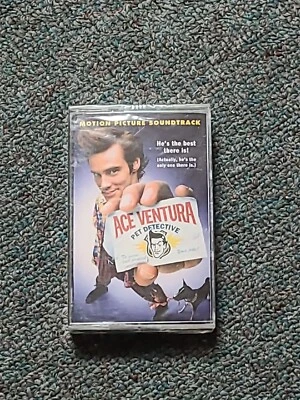 MOTION PICTURE SOUNDTRACK
He's the best
there is!
(Actually, he's the
only one there is.)
ACE VENTURA
PET DETECTIVE